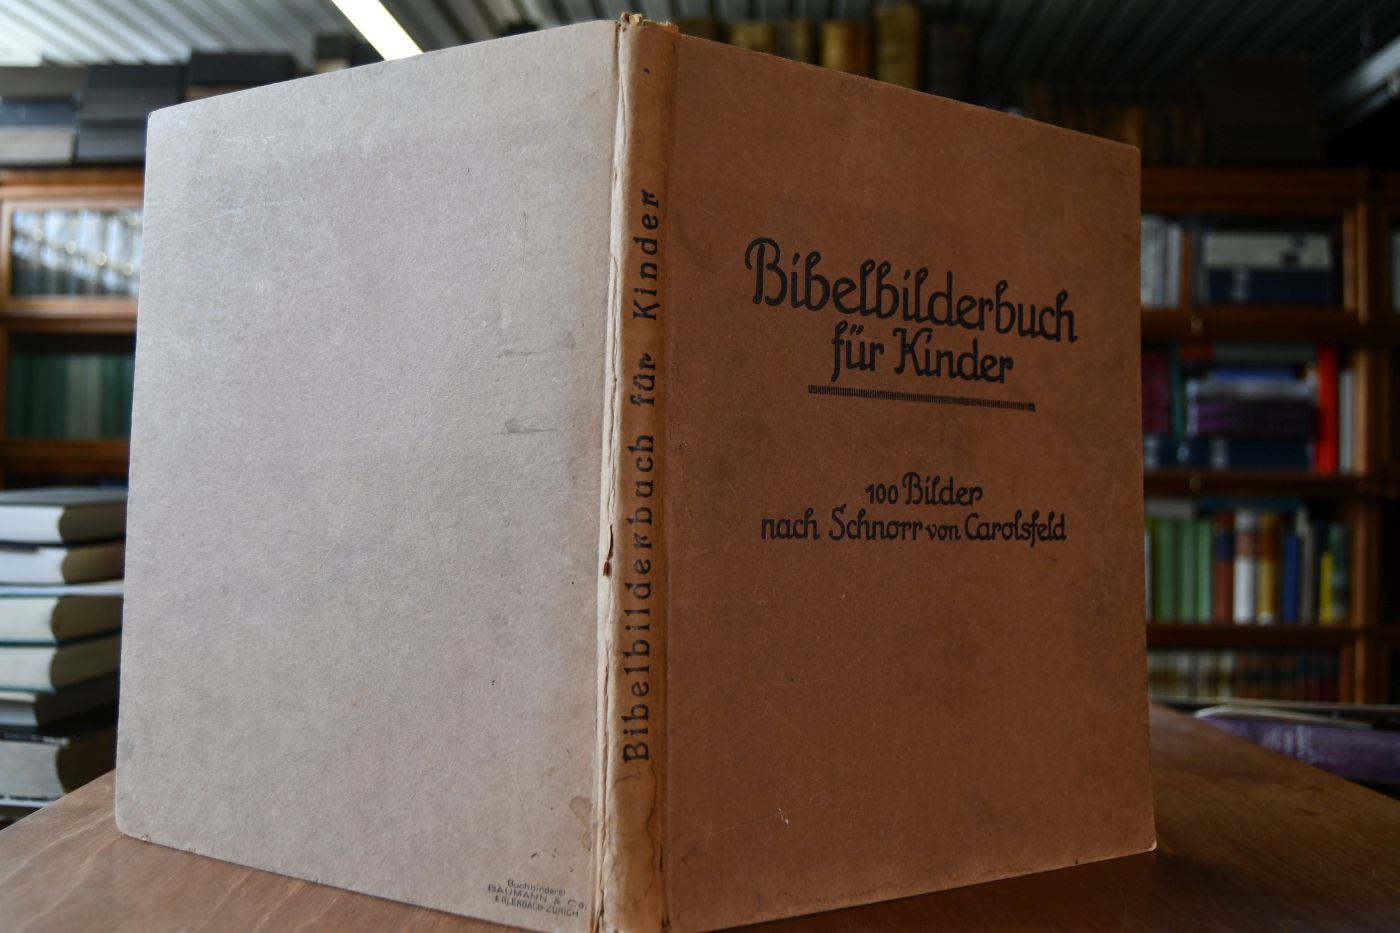 Bibelbilderbuch
für Kinder
100 Bilder
nach Schnorr von Carolsfeld
Bibelbilderbuch für Kinder
Buchbinderei
BAUMANN & Co.
ERLENBACH-ZÜRICH